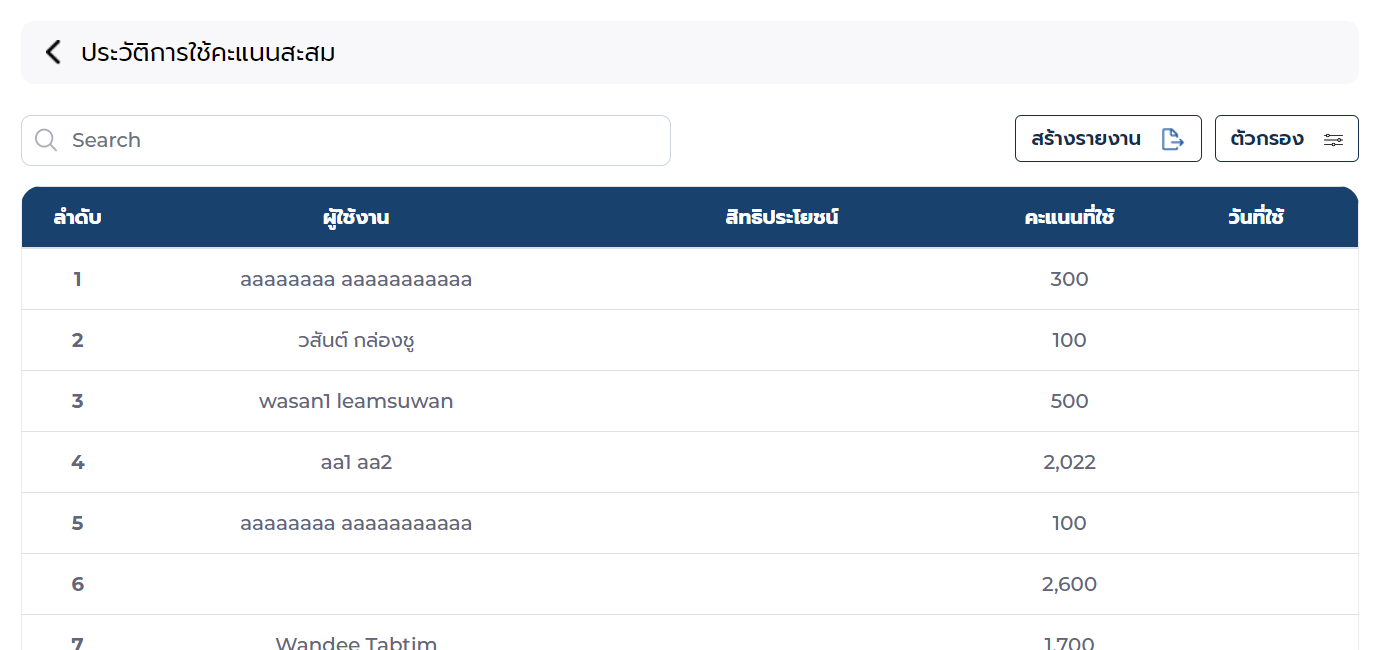 ประวัติการใช้คะแนนสะสม
Search
สร้างรายงาน ตัวกรอง
ลำดับ ผู้ใช้งาน สิทธิประโยชน์ คะแนนที่ใช้ วันที่ใช้
1 aaaaaaaa aaaaaaaaaaa 300
2 วสันต์ กล่องชู 100
3 wasan1 leamsuwan 500
4 aa1 aa2 2,022
5 aaaaaaaa aaaaaaaaaaa 100
6 2,600
7 Wandee Tabtim 1,700